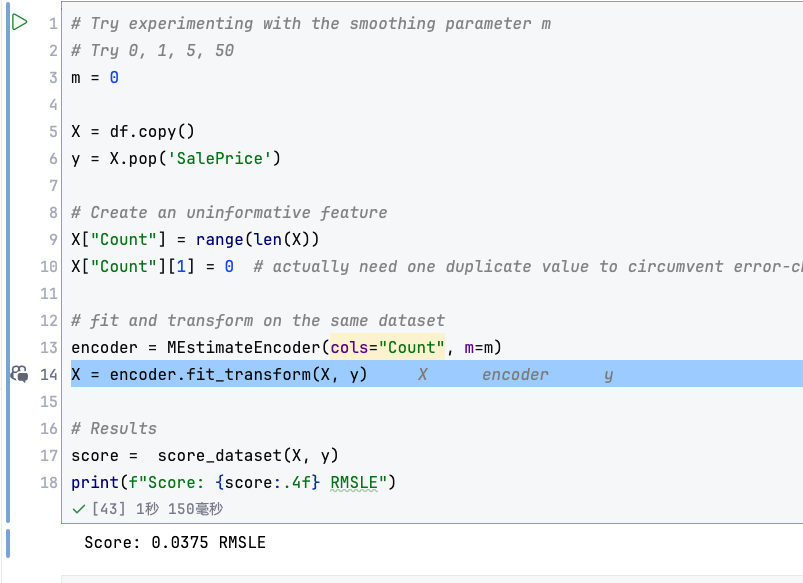 1 # Try experimenting with the smoothing parameter m
2 # Try 0, 1, 5, 50
3 m = 0
4
5 X = df.copy()
6 y = X.pop('SalePrice')
7
8 # Create an uninformative feature
9 X["Count"] = range(len(X))
10 X["Count"][1] = 0  # actually need one duplicate value to circumvent error-ch
11
12 # fit and transform on the same dataset
13 encoder = MEstimateEncoder(cols="Count", m=m)
14 X = encoder.fit_transform(X, y) X encoder y
15
16 # Results
17 score =  score_dataset(X, y)
18 print(f"Score: {score:.4f} RMSLE")
[43] 1秒 150毫秒
Score: 0.0375 RMSLE